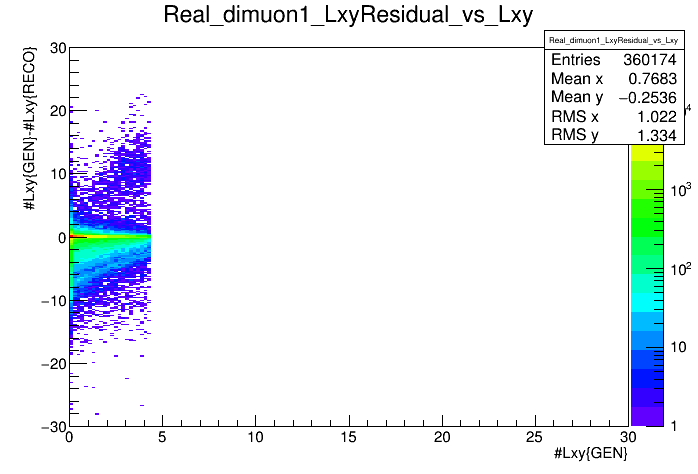 Real_dimuon1_LxyResidual_vs_Lxy
Real_dimuon1_LxyResidual_vs_Lxy
Entries 360174
Mean x 0.7683
Mean y −0.2536
RMS x 1.022
RMS y 1.334
#Lxy{GEN}-#Lxy{RECO}
30
20
10
0
−10
−20
−30
0 5 10 15 20 25 30
#Lxy{GEN}
4
10³
10²
10
1